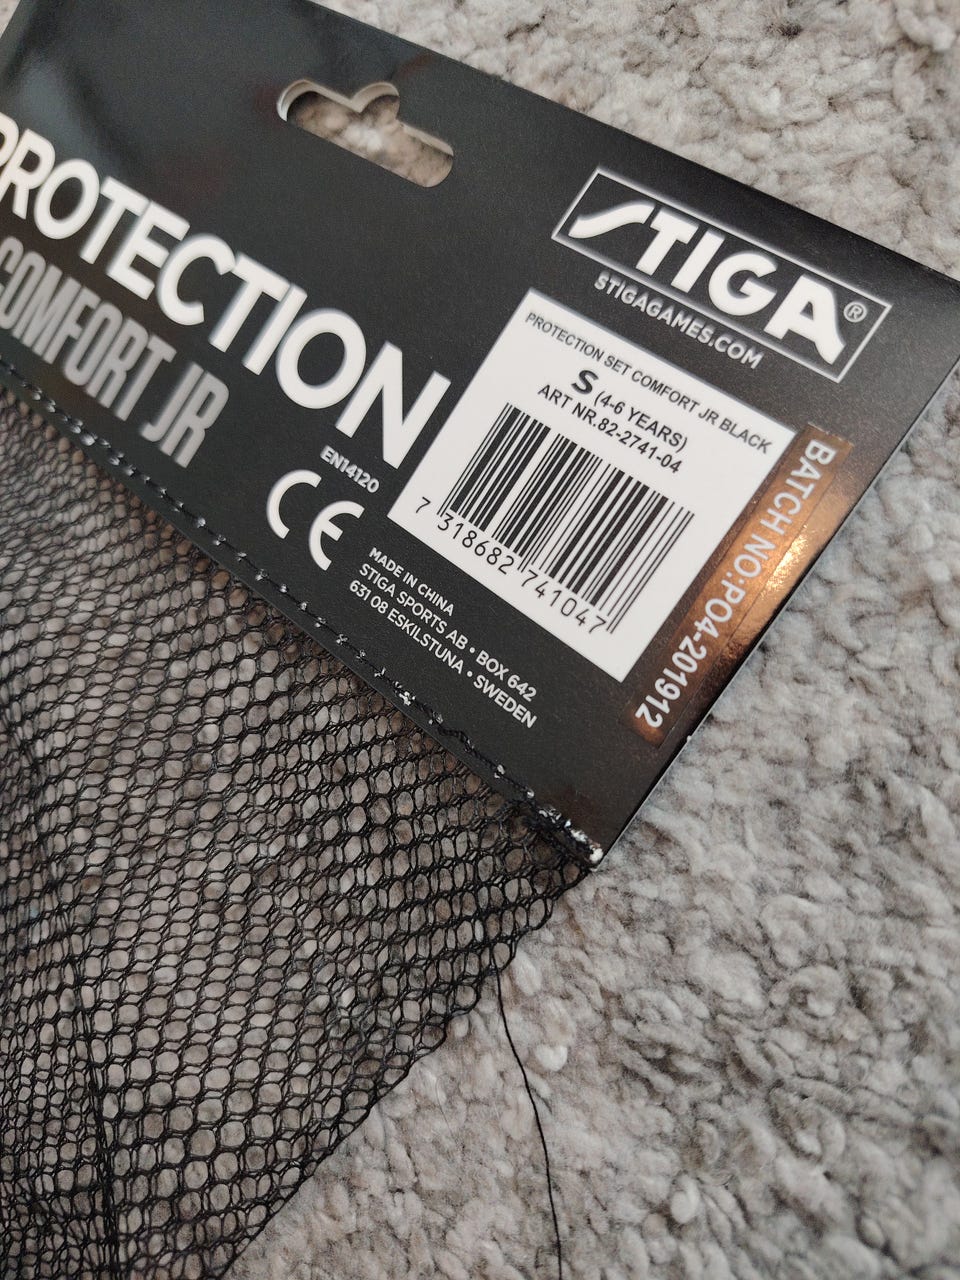 PROTECTION
COMFORT JR
EN14120
CE
MADE IN CHINA
STIGA SPORTS AB • BOX 642
631 08 ESKILSTUNA • SWEDEN
STIGA®
STIGAGAMES.COM
PROTECTION SET COMFORT JR BLACK
S (4-6 YEARS)
ART NR.82-2741-04
7 318682 741047
BATCH NO:PO4-201912